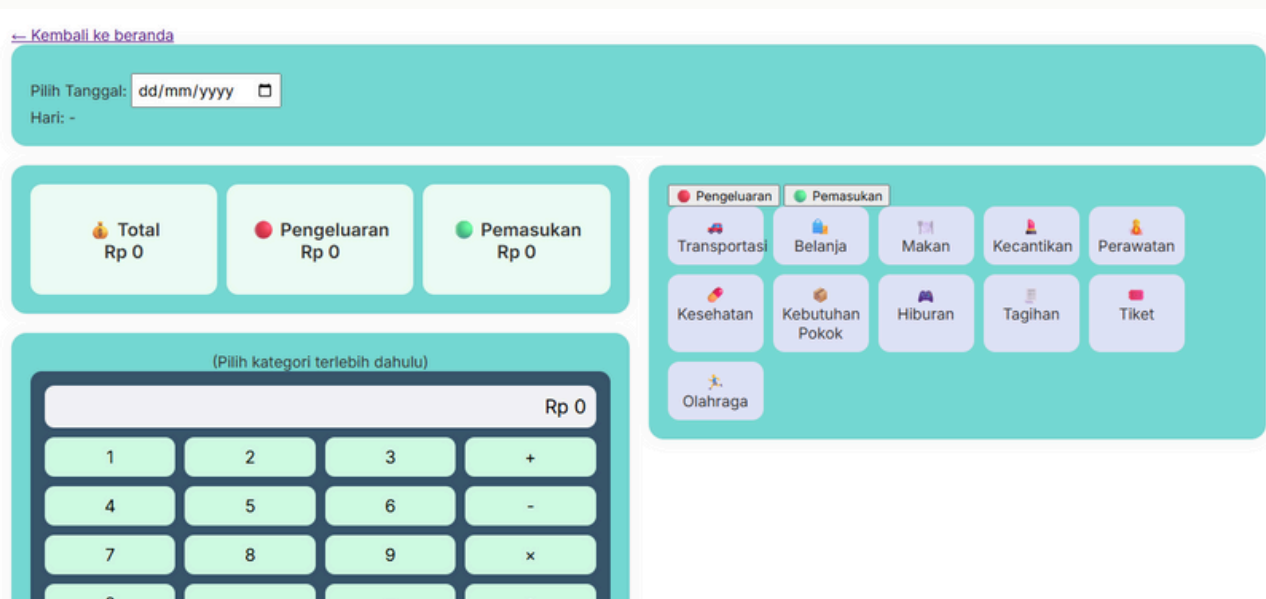 ← Kembali ke beranda
Pilih Tanggal: dd/mm/yyyy
Hari: -
💰 Total
Rp 0
🔴 Pengeluaran
Rp 0
🟢 Pemasukan
Rp 0
🔴 Pengeluaran 🟢 Pemasukan
Transportasi Belanja Makan Kecantikan Perawatan
Kesehatan Kebutuhan Pokok Hiburan Tagihan Tiket
Olahraga
(Pilih kategori terlebih dahulu)
Rp 0
1 2 3 +
4 5 6 -
7 8 9 ×